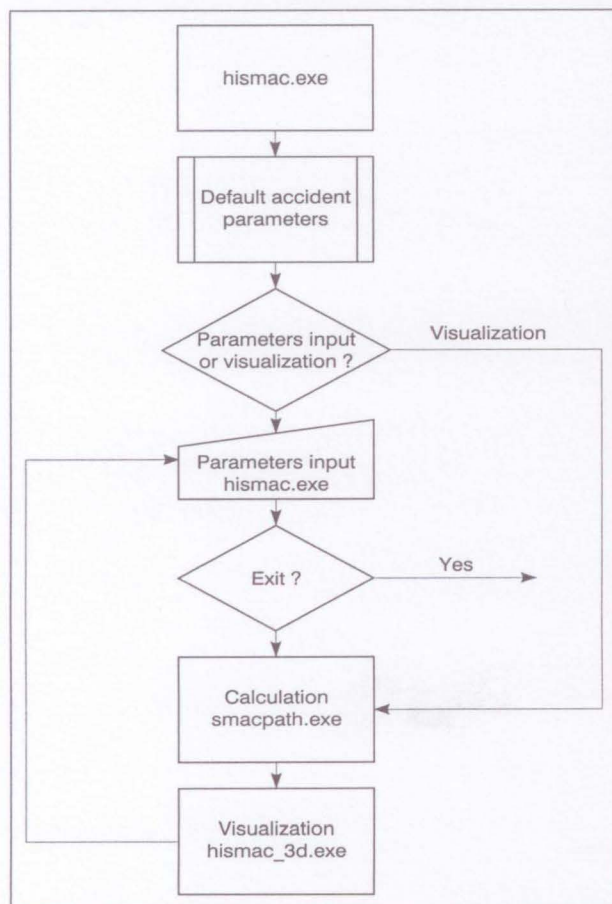 hismac.exe
Default accident
parameters
Parameters input
or visualization ?
Visualization
Parameters input
hismac.exe
Exit ?
Yes
Calculation
smacpath.exe
Visualization
hismac_3d.exe